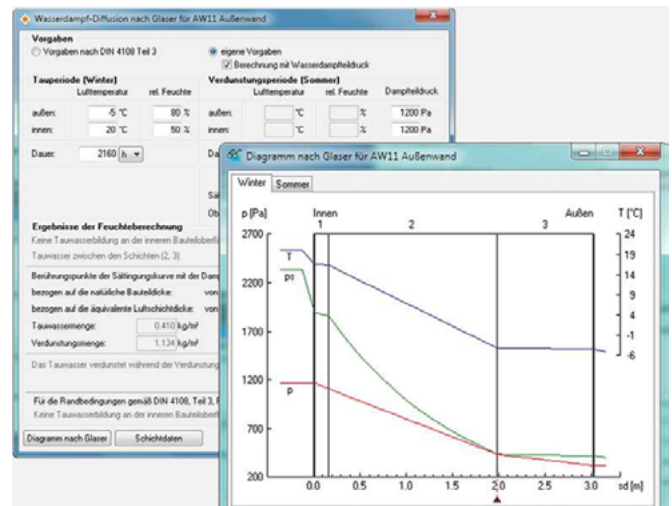 Wasserdampf-Diffusion nach Glaser für AW11 Außenwand
Vorgaben
Vorgaben nach DIN 4108 Teil 3
eigene Vorgaben
Berechnung mit Wasserdampfteildruck
Tauperiode (Winter)
Verdunstungsperiode (Sommer)
Lufttemperatur rel. Feuchte Lufttemperatur rel. Feuchte Dampfteildruck
außen: -5 °C 80 % außen: °C % 1200 Pa
innen: 20 °C 50 % innen: °C % 1200 Pa
Dauer: 2160 h Da
Ergebnisse der Feuchteberechnung
Keine Tauwasserbildung an der inneren Bauteiloberfl
Tauwasser zwischen den Schichten (2, 3)
Berührungspunkte der Sättingungskurve mit der Damp
bezogen auf die natürliche Bauteildicke: von
bezogen auf die äquivalente Luftschichtdicke: von
Tauwassermenge: 0.410 kg/m²
Verdunstungsmenge: 1.134 kg/m²
Das Tauwasser verdunstet während der Verdunstung
Für die Randbedingungen gemäß DIN 4108, Teil 3,
Keine Tauwasserbildung an der inneren Bauteiloberfl
Diagramm nach Glaser
Schichtdaten
Diagramm nach Glaser für AW11 Außenwand
Winter Sommer
p [Pa] Innen Außen T [°C]
1 2 3
2700 24
19
2200 14
9
1700 4
-1
1200 -6
700
200
T
ps
p
0.0 0.5 1.0 1.5 2.0 2.5 3.0 sd [m]